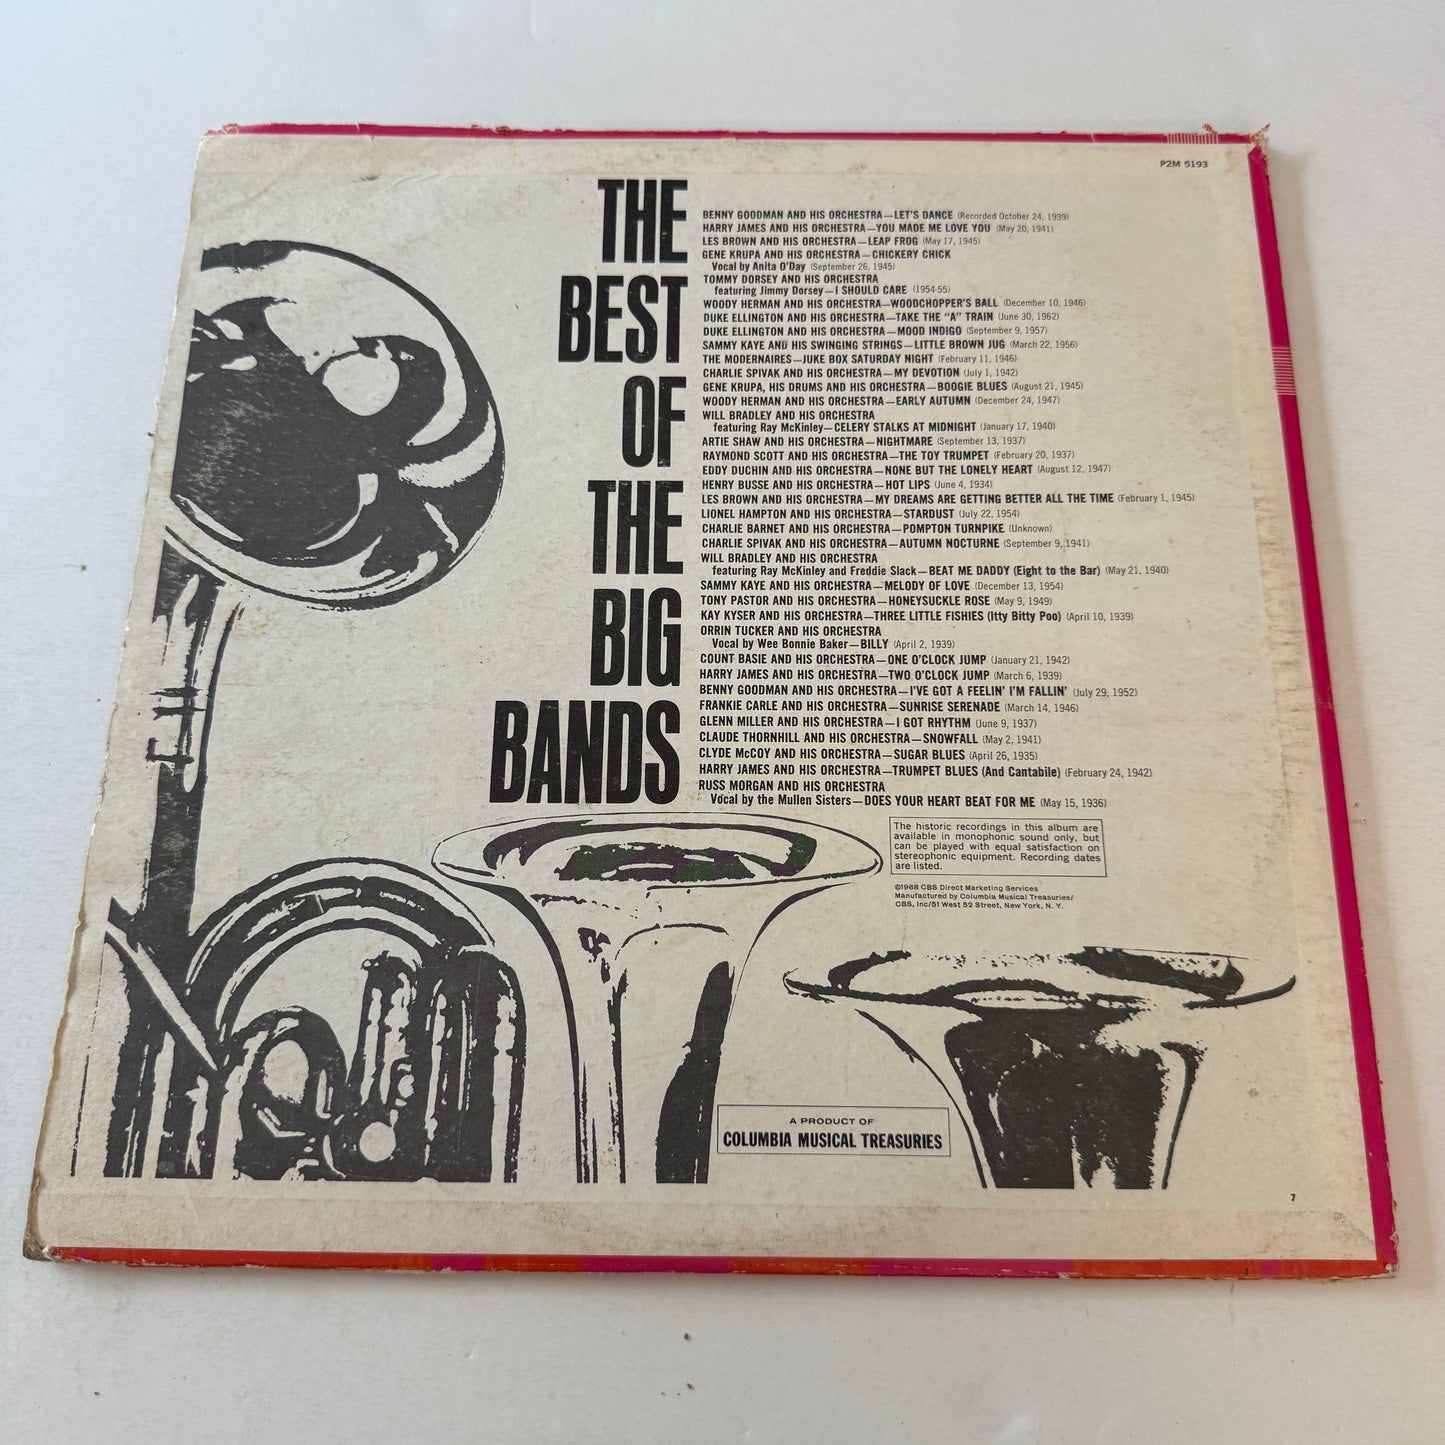 P2M 5193
THE
BEST
OF
THE
BIG
BANDS
BENNY GOODMAN AND HIS ORCHESTRA—LET'S DANCE (Recorded October 24, 1939)
HARRY JAMES AND HIS ORCHESTRA—YOU MADE ME LOVE YOU (May 20, 1941)
LES BROWN AND HIS ORCHESTRA—LEAP FROG (May 17, 1945)
GENE KRUPA AND HIS ORCHESTRA—CHICKERY CHICK
Vocal by Anita O'Day (September 26, 1945)
TOMMY DORSEY AND HIS ORCHESTRA
featuring Jimmy Dorsey—I SHOULD CARE (1954-55)
WOODY HERMAN AND HIS ORCHESTRA—WOODCHOPPER'S BALL (December 10, 1946)
DUKE ELLINGTON AND HIS ORCHESTRA—TAKE THE "A" TRAIN (June 30, 1962)
DUKE ELLINGTON AND HIS ORCHESTRA—MOOD INDIGO (September 9, 1957)
SAMMY KAYE AND HIS SWINGING STRINGS—LITTLE BROWN JUG (March 22, 1956)
THE MODERNAIRES—JUKE BOX SATURDAY NIGHT (February 11, 1946)
CHARLIE SPIVAK AND HIS ORCHESTRA—MY DEVOTION (July 1, 1942)
GENE KRUPA, HIS DRUMS AND HIS ORCHESTRA—BOOGIE BLUES (August 21, 1945)
WOODY HERMAN AND HIS ORCHESTRA—EARLY AUTUMN (December 24, 1947)
WILL BRADLEY AND HIS ORCHESTRA
featuring Ray McKinley—CELERY STALKS AT MIDNIGHT (January 17, 1940)
ARTIE SHAW AND HIS ORCHESTRA—NIGHTMARE (September 13, 1937)
RAYMOND SCOTT AND HIS ORCHESTRA—THE TOY TRUMPET (February 20, 1937)
EDDY DUCHIN AND HIS ORCHESTRA—NONE BUT THE LONELY HEART (August 12, 1947)
HENRY BUSSE AND HIS ORCHESTRA—HOT LIPS (June 4, 1934)
LES BROWN AND HIS ORCHESTRA—MY DREAMS ARE GETTING BETTER ALL THE TIME (February 1, 1945)
LIONEL HAMPTON AND HIS ORCHESTRA—STARDUST (July 22, 1954)
CHARLIE BARNET AND HIS ORCHESTRA—POMPTON TURNPIKE (Unknown)
CHARLIE SPIVAK AND HIS ORCHESTRA—AUTUMN NOCTURNE (September 9, 1941)
WILL BRADLEY AND HIS ORCHESTRA
featuring Ray McKinley and Freddie Slack—BEAT ME DADDY (Eight to the Bar) (May 21, 1940)
SAMMY KAYE AND HIS ORCHESTRA—MELODY OF LOVE (December 13, 1954)
TONY PASTOR AND HIS ORCHESTRA—HONEYSUCKLE ROSE (May 9, 1949)
KAY KYSER AND HIS ORCHESTRA—THREE LITTLE FISHIES (Itty Bitty Poo) (April 10, 1939)
ORRIN TUCKER AND HIS ORCHESTRA
Vocal by Wee Bonnie Baker—BILLY (April 2, 1939)
COUNT BASIE AND HIS ORCHESTRA—ONE O'CLOCK JUMP (January 21, 1942)
HARRY JAMES AND HIS ORCHESTRA—TWO O'CLOCK JUMP (March 6, 1939)
BENNY GOODMAN AND HIS ORCHESTRA—I'VE GOT A FEELIN' I'M FALLIN' (July 29, 1952)
FRANKIE CARLE AND HIS ORCHESTRA—SUNRISE SERENADE (March 14, 1946)
GLENN MILLER AND HIS ORCHESTRA—I GOT RHYTHM (June 9, 1937)
CLAUDE THORNHILL AND HIS ORCHESTRA—SNOWFALL (May 2, 1941)
CLYDE McCOY AND HIS ORCHESTRA—SUGAR BLUES (April 26, 1935)
HARRY JAMES AND HIS ORCHESTRA—TRUMPET BLUES (And Cantabile) (February 24, 1942)
RUSS MORGAN AND HIS ORCHESTRA
Vocal by the Mullen Sisters—DOES YOUR HEART BEAT FOR ME (May 15, 1936)
The historic recordings in this album are
available in monophonic sound only, but
can be played with equal satisfaction on
stereophonic equipment. Recording dates
are listed.
©1968 CBS Direct Marketing Services
Manufactured by Columbia Musical Treasuries/
CBS, Inc/51 West 52 Street, New York, N. Y.
A PRODUCT OF
COLUMBIA MUSICAL TREASURIES
7